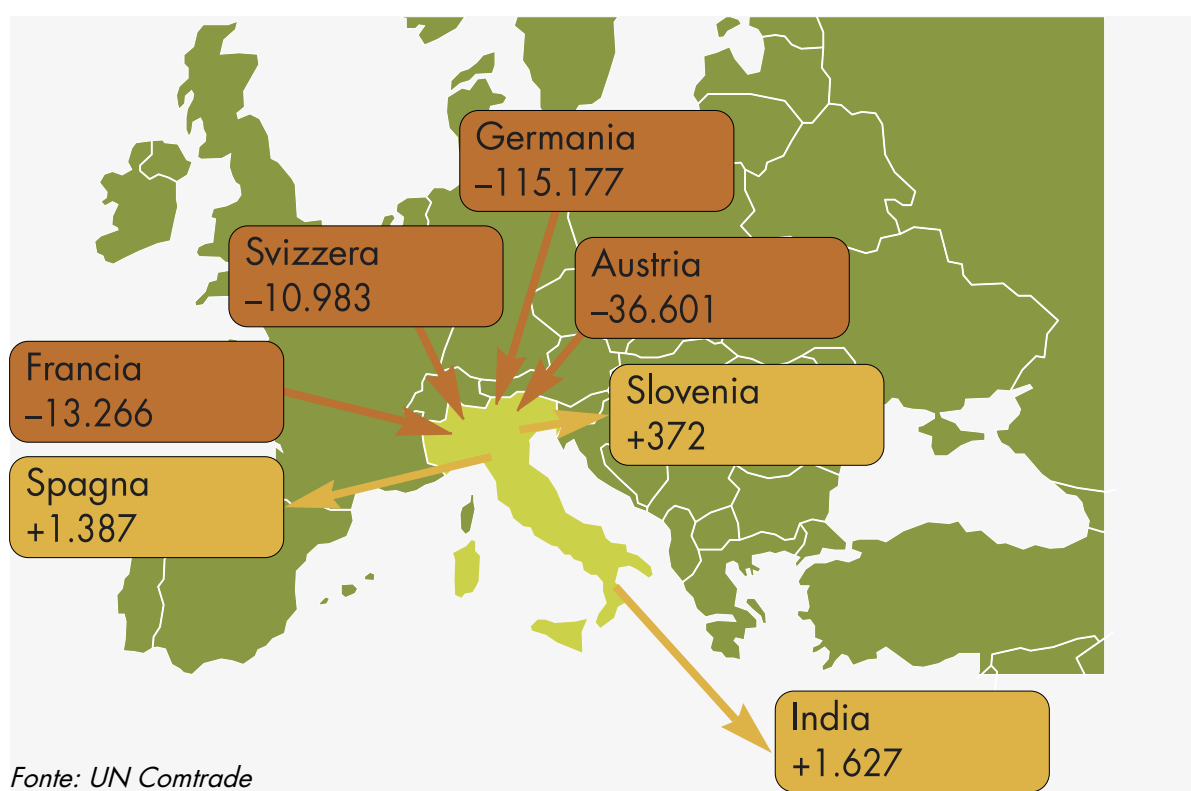 Germania
–115.177
Svizzera
–10.983
Austria
–36.601
Francia
–13.266
Slovenia
+372
Spagna
+1.387
India
+1.627
Fonte: UN Comtrade